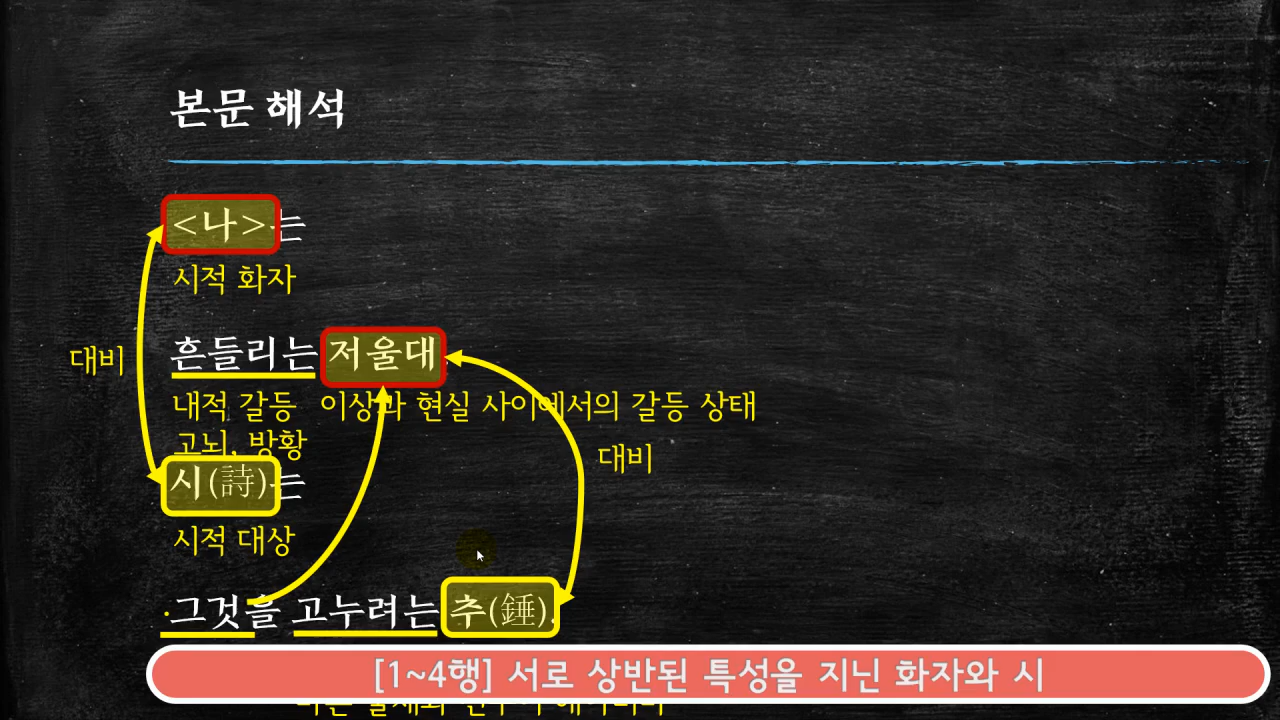 본문 해석
<나>는
시적 화자
대비
흔들리는 저울대
내적 갈등 이상과 현실 사이에서의 갈등 상태
고뇌, 방황
대비
시(詩)는
시적 대상
·그것을 고누려는 추(錘).
[1~4행] 서로 상반된 특성을 지닌 화자와 시